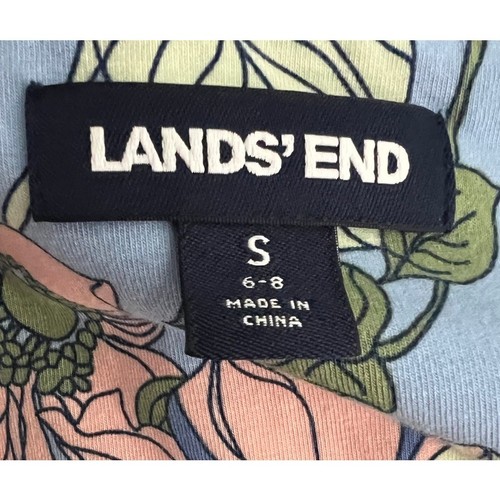 LANDS' END
S
6-8
MADE IN
CHINA